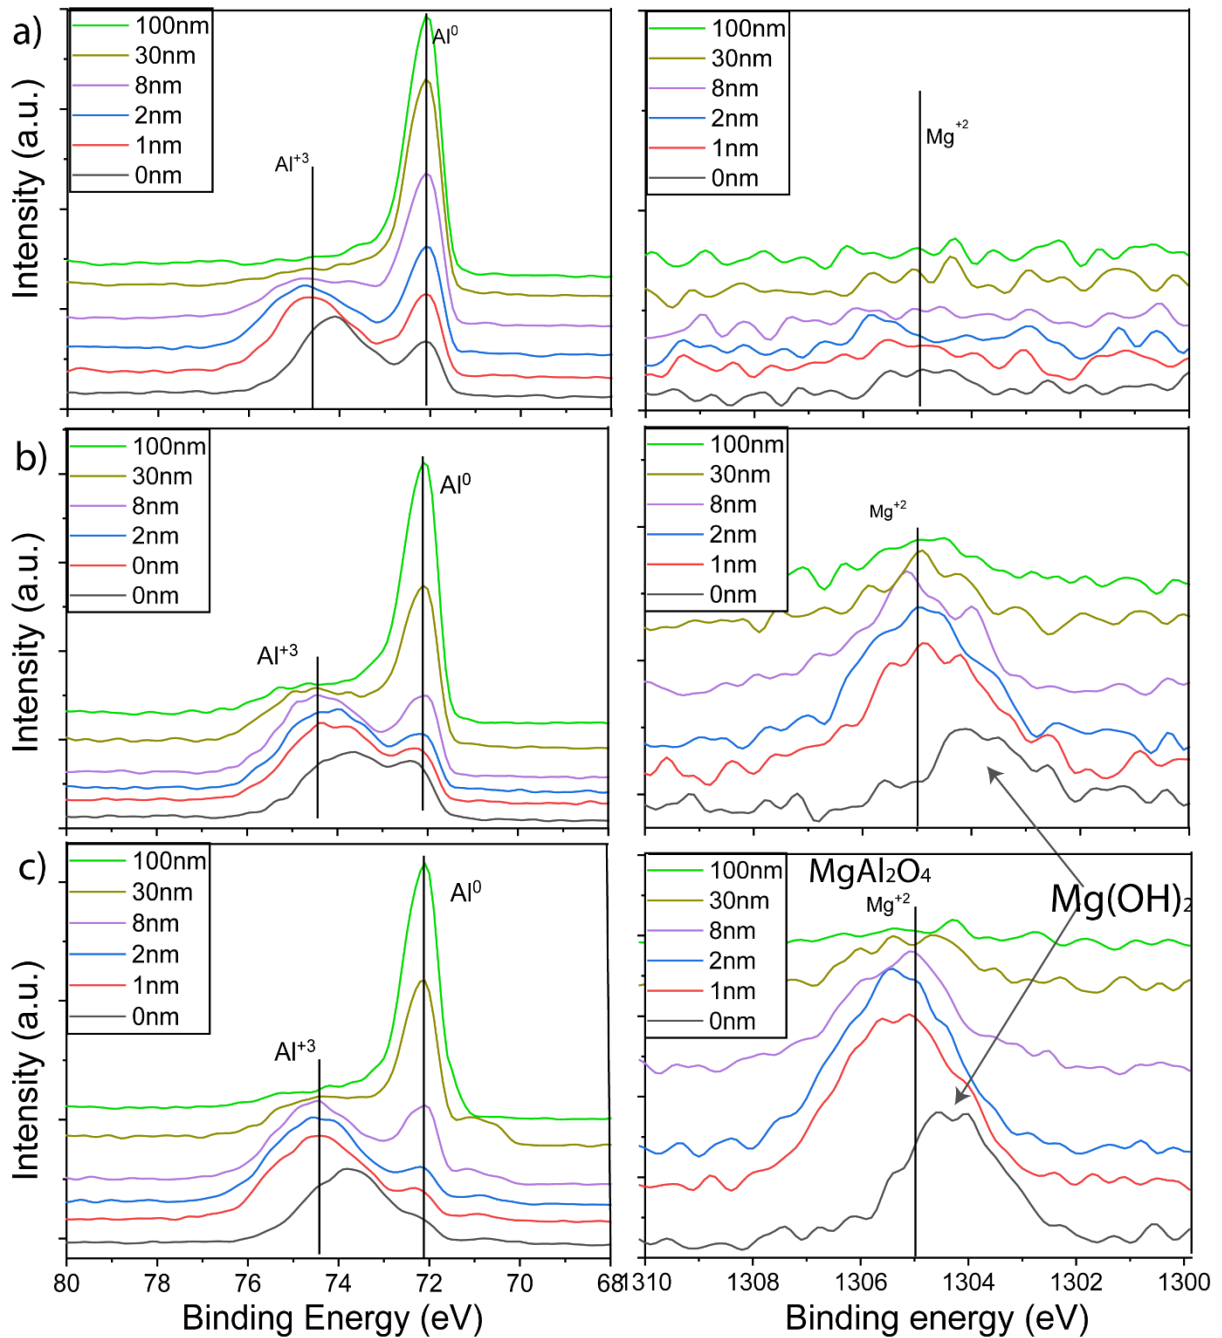 a)
100nm
30nm
8nm
2nm
1nm
0nm
Al⁰
Al⁺³
Intensity (a.u.)
100nm
30nm
8nm
2nm
1nm
0nm
Mg⁺²
b)
100nm
30nm
8nm
2nm
0nm
0nm
Al⁰
Al⁺³
Intensity (a.u.)
100nm
30nm
8nm
2nm
1nm
0nm
Mg⁺²
c)
100nm
30nm
8nm
2nm
1nm
0nm
Al⁰
Al⁺³
Intensity (a.u.)
80 78 76 74 72 70 68
Binding Energy (eV)
100nm
30nm
8nm
2nm
1nm
0nm
MgAl₂O₄
Mg⁺²
Mg(OH)₂
1310 1308 1306 1304 1302 1300
Binding energy (eV)